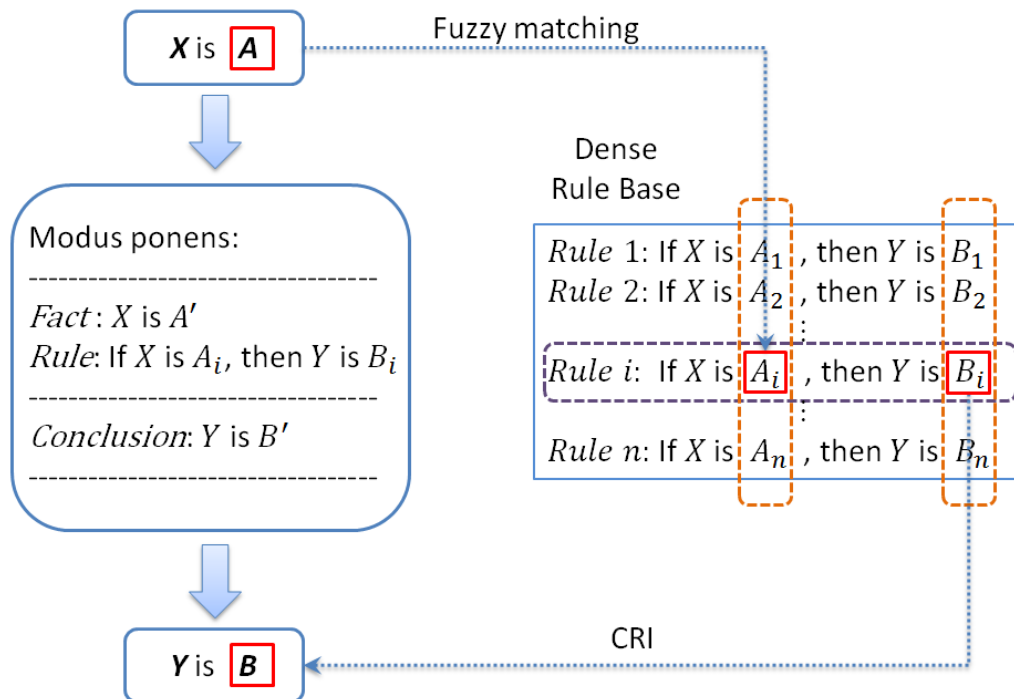 X is A
Fuzzy matching
Dense
Rule Base
Modus ponens:
---------------------------------
Fact : X is A′
Rule: If X is Aᵢ, then Y is Bᵢ
---------------------------------
Conclusion: Y is B′
---------------------------------
Rule 1: If X is A₁ , then Y is B₁
Rule 2: If X is A₂ , then Y is B₂
⋮
Rule i: If X is Aᵢ , then Y is Bᵢ
⋮
Rule n: If X is Aₙ , then Y is Bₙ
CRI
Y is B